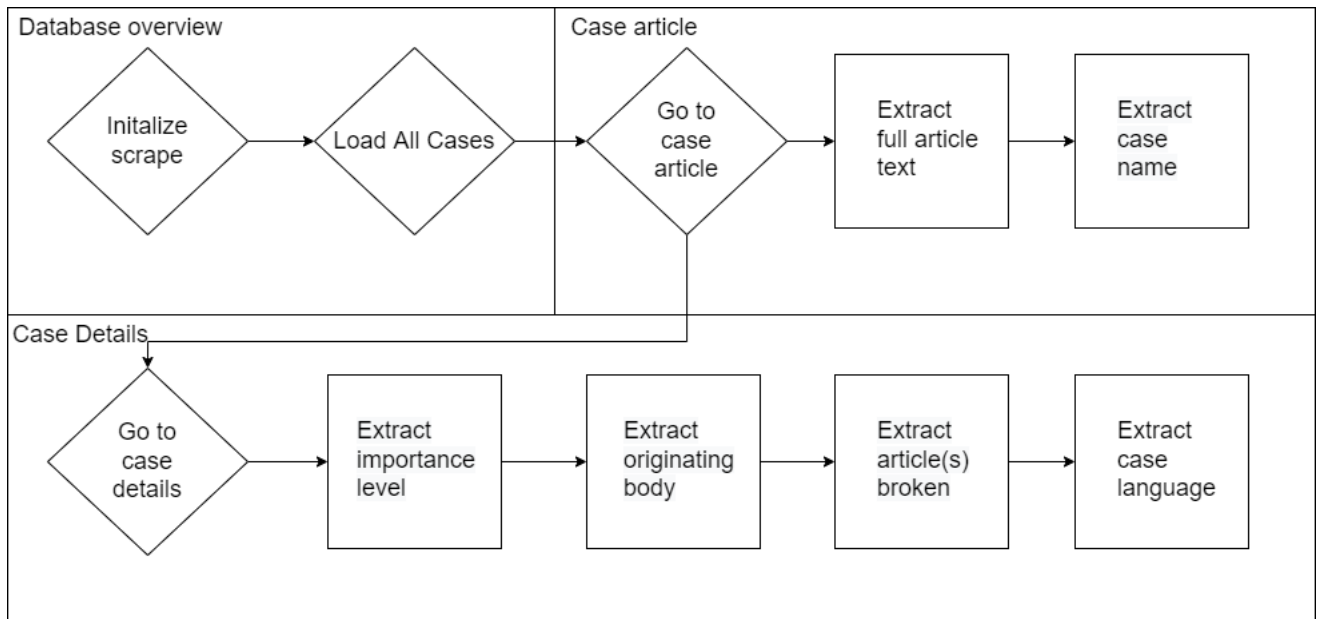 Database overview
Initalize
scrape
Load All Cases
Case article
Go to
case
article
Extract
full article
text
Extract
case
name
Case Details
Go to
case
details
Extract
importance
level
Extract
originating
body
Extract
article(s)
broken
Extract
case
language